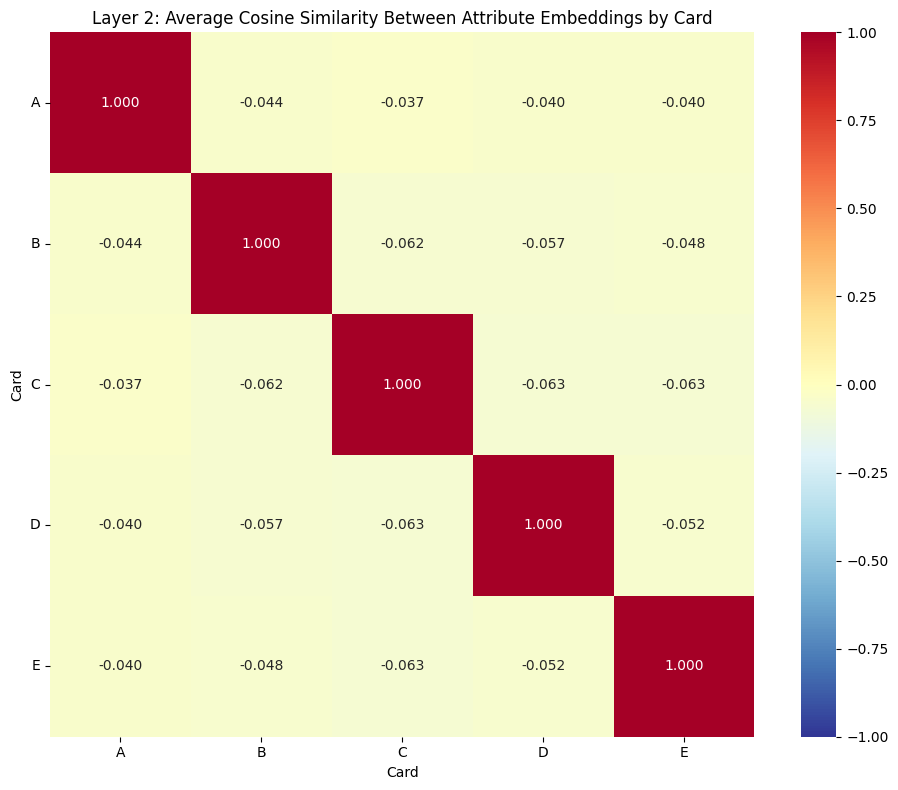 Layer 2: Average Cosine Similarity Between Attribute Embeddings by Card
A 1.000 -0.044 -0.037 -0.040 -0.040
B -0.044 1.000 -0.062 -0.057 -0.048
C -0.037 -0.062 1.000 -0.063 -0.063
D -0.040 -0.057 -0.063 1.000 -0.052
E -0.040 -0.048 -0.063 -0.052 1.000
Card
A B C D E
Card
1.00
0.75
0.50
0.25
0.00
−0.25
−0.50
−0.75
−1.00